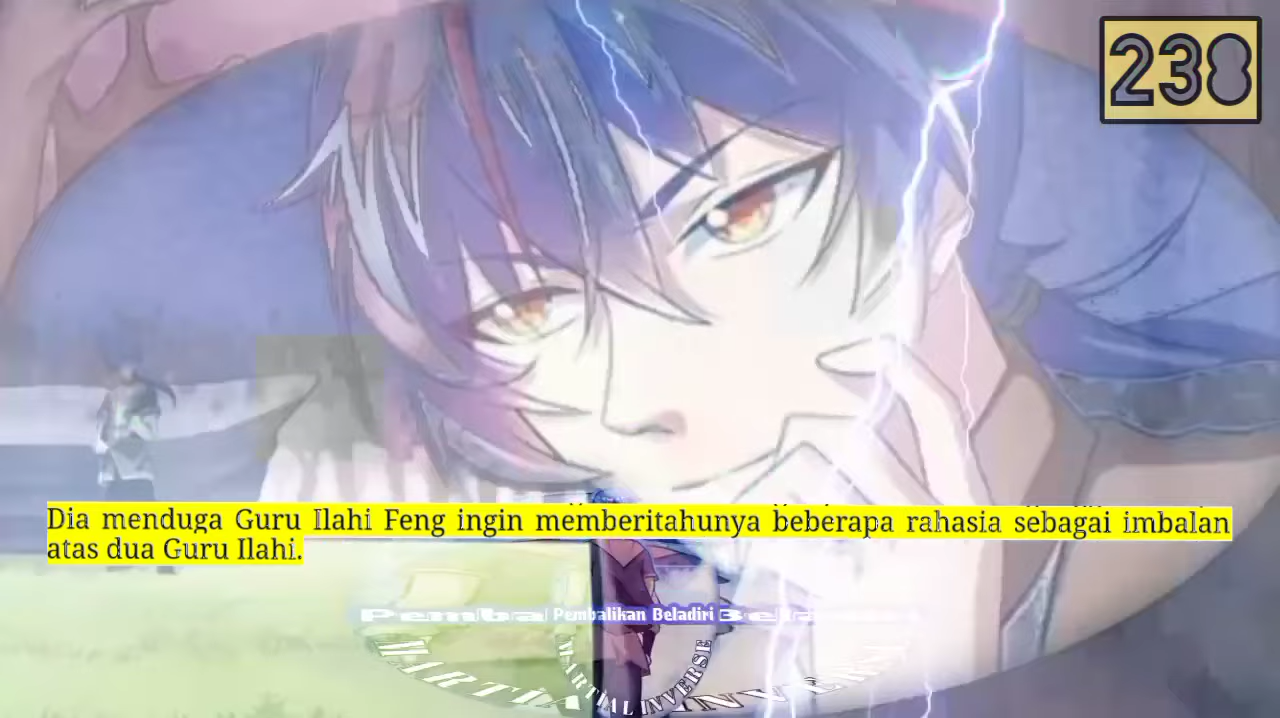 238
Dia menduga Guru Ilahi Feng ingin memberitahunya beberapa rahasia sebagai imbalan
atas dua Guru Ilahi.
Pembalikan Beladiri
MARTIAL INVERSE